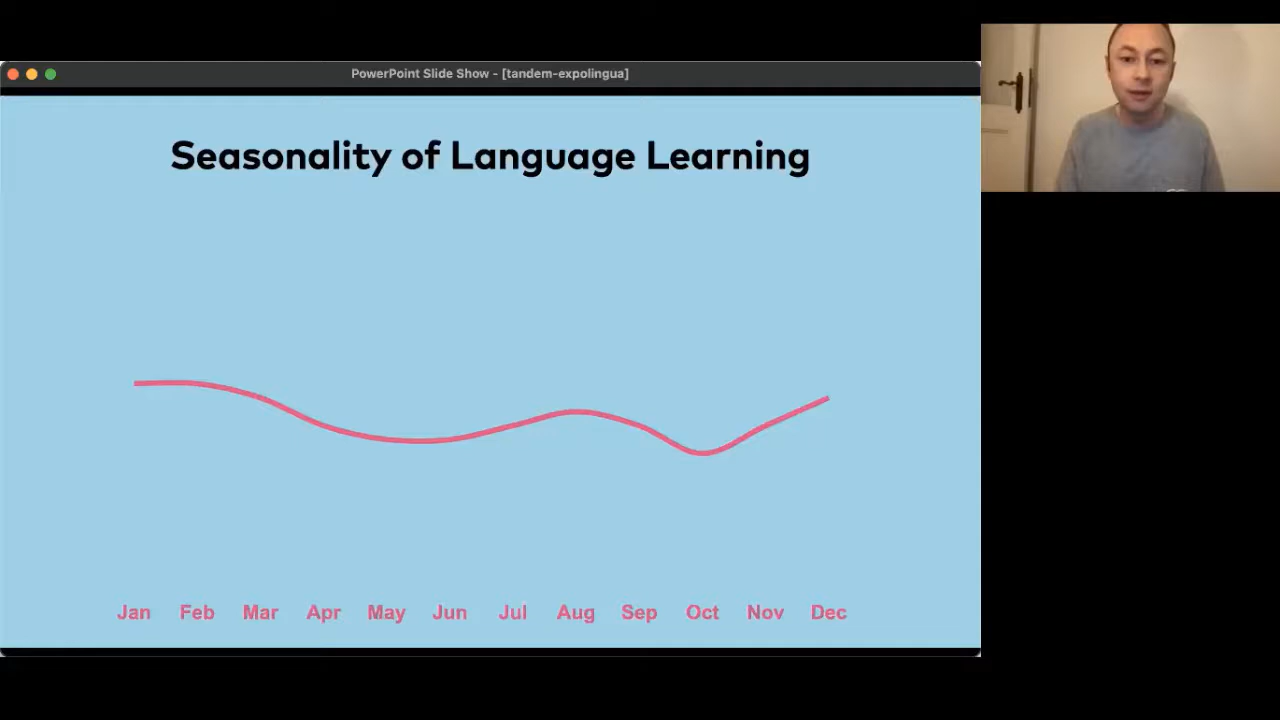 PowerPoint Slide Show - [tandem-expolingua]
Seasonality of Language Learning
Jan Feb Mar Apr May Jun Jul Aug Sep Oct Nov Dec